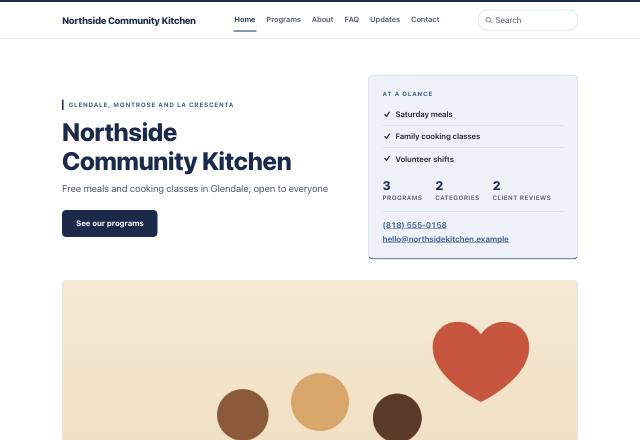 Northside Community Kitchen
Home Programs About FAQ Updates Contact
Search
GLENDALE, MONTROSE AND LA CRESCENTA
Northside
Community Kitchen
Free meals and cooking classes in Glendale, open to everyone
See our programs
AT A GLANCE
Saturday meals
Family cooking classes
Volunteer shifts
3 2 2
PROGRAMS CATEGORIES CLIENT REVIEWS
(818) 555-0158
hello@northsidekitchen.example